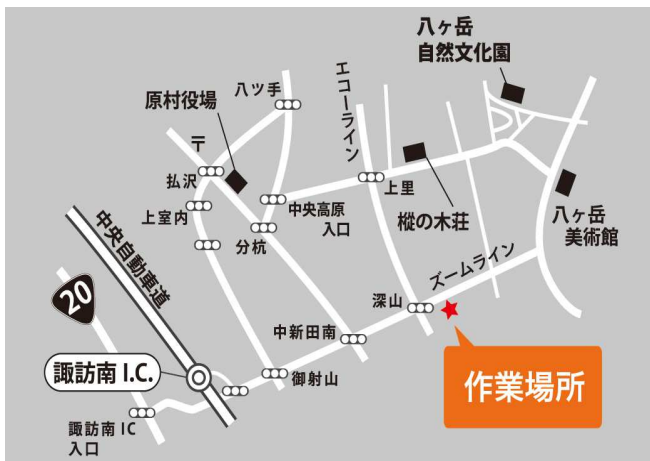 八ヶ岳
自然文化園
八ツ手
エコーライン
原村役場
〒
払沢
上里
中央高原
入口
樅の木荘
八ヶ岳
美術館
上室内
分杭
中央自動車道
ズームライン
20
深山
中新田南
作業場所
諏訪南 I.C.
御射山
諏訪南 IC
入口